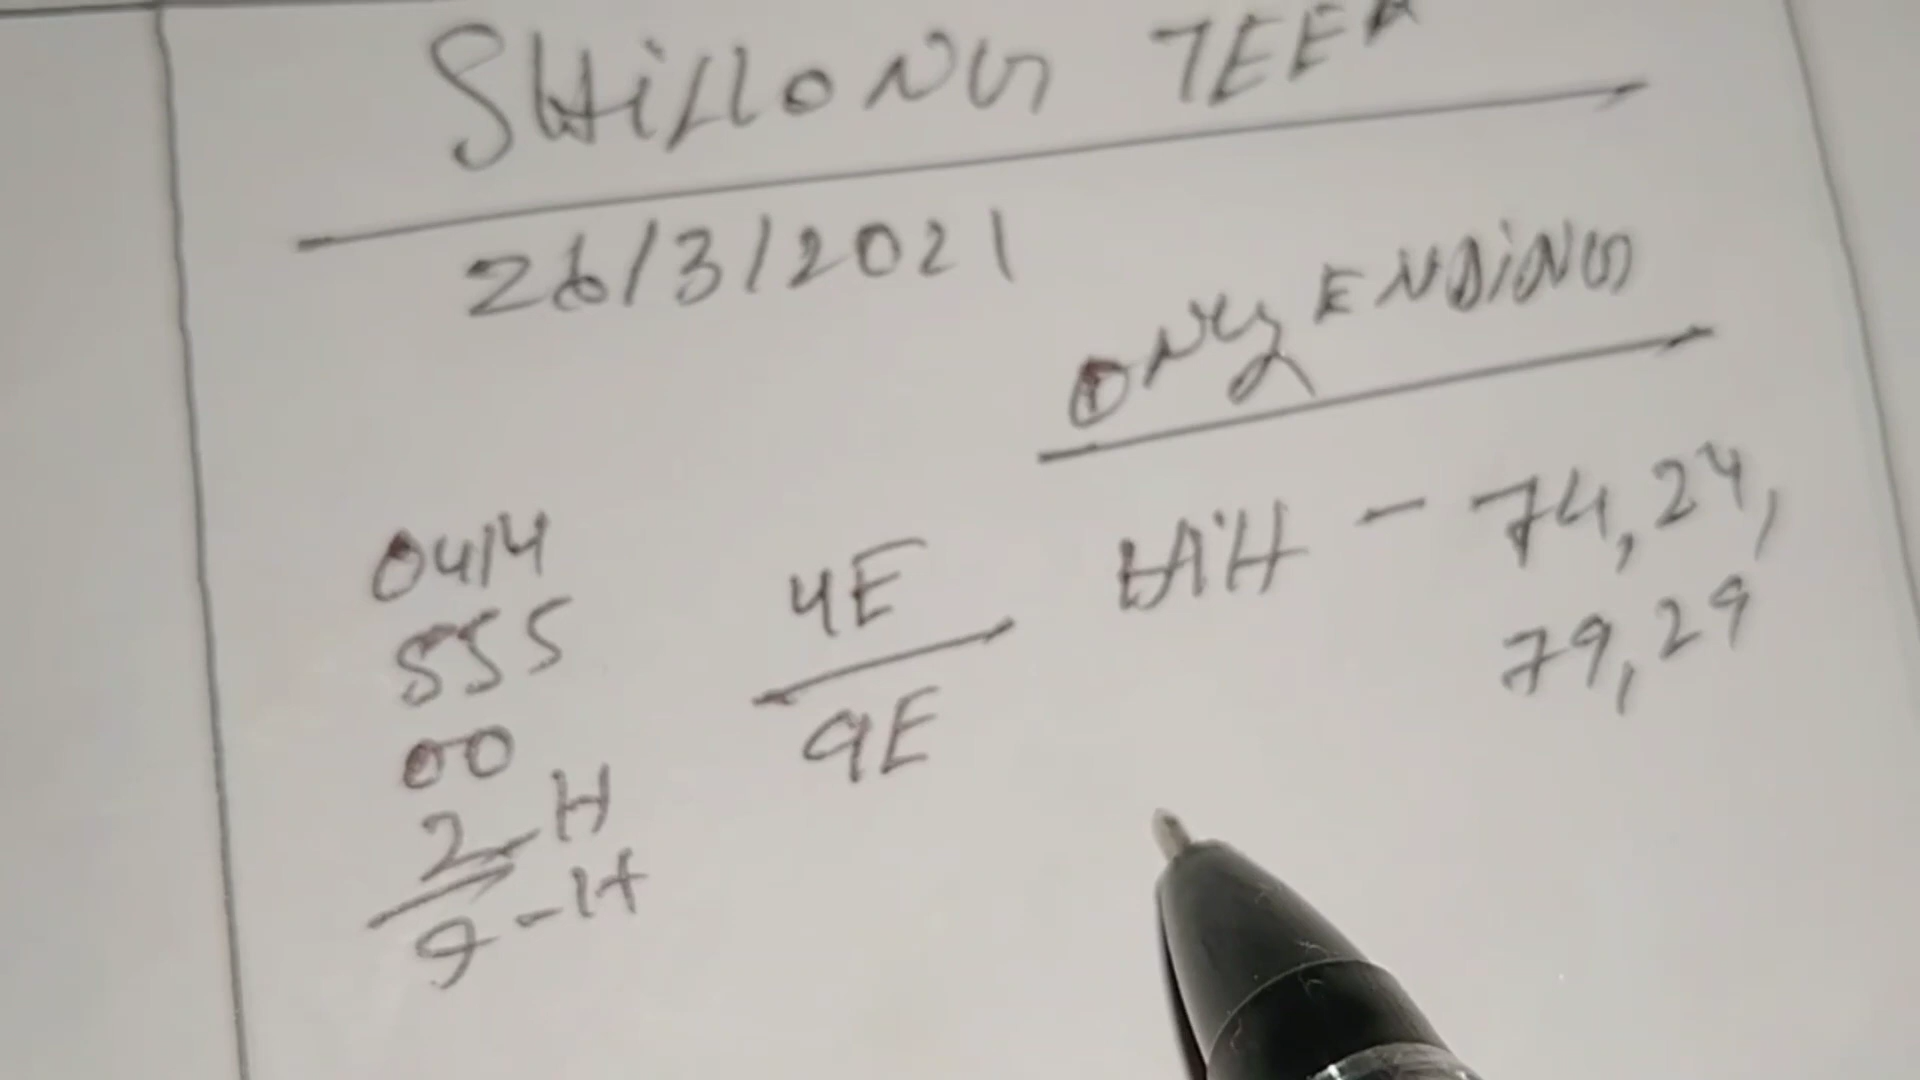 SHILLONG TEER
26/3/2021
ONLY ENDING
0414
555
00
2-H
9-H
4E
9E
- 74, 24,
79, 29